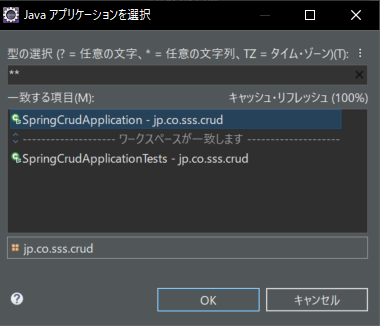 Java アプリケーションを選択
型の選択 (? = 任意の文字、* = 任意の文字列、TZ = タイム・ゾーン)(T):
**
一致する項目(M): キャッシュ・リフレッシュ (100%)
SpringCrudApplication - jp.co.sss.crud
-------------------- ワークスペースが一致します --------------------
SpringCrudApplicationTests - jp.co.sss.crud
jp.co.sss.crud
OK キャンセル